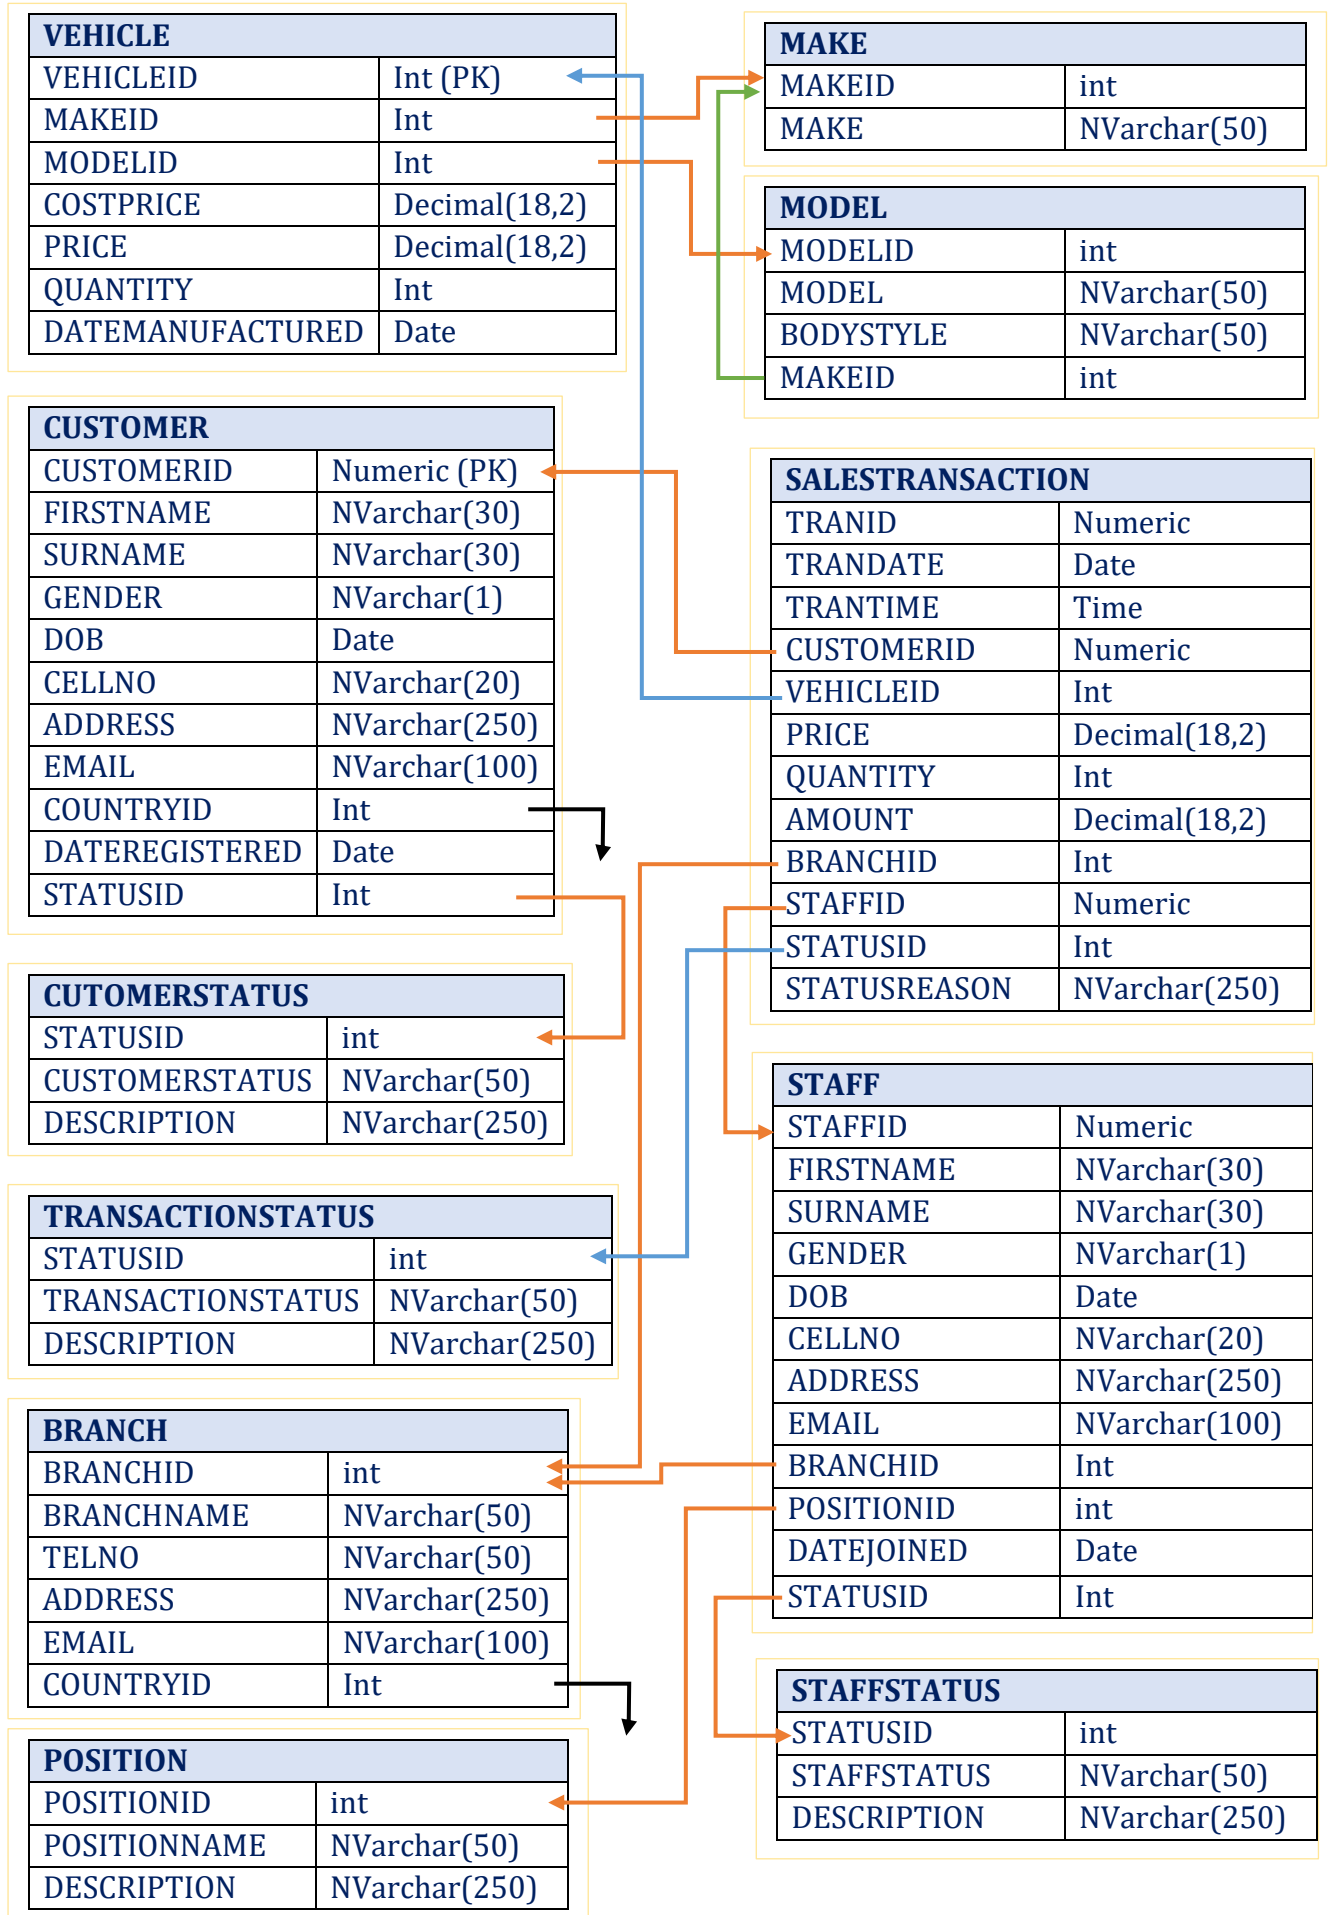 VEHICLE
VEHICLEID Int (PK)
MAKEID Int
MODELID Int
COSTPRICE Decimal(18,2)
PRICE Decimal(18,2)
QUANTITY Int
DATEMANUFACTURED Date
MAKE
MAKEID int
MAKE NVarchar(50)
MODEL
MODELID int
MODEL NVarchar(50)
BODYSTYLE NVarchar(50)
MAKEID int
CUSTOMER
CUSTOMERID Numeric (PK)
FIRSTNAME NVarchar(30)
SURNAME NVarchar(30)
GENDER NVarchar(1)
DOB Date
CELLNO NVarchar(20)
ADDRESS NVarchar(250)
EMAIL NVarchar(100)
COUNTRYID Int
DATEREGISTERED Date
STATUSID Int
SALESTRANSACTION
TRANID Numeric
TRANDATE Date
TRANTIME Time
CUSTOMERID Numeric
VEHICLEID Int
PRICE Decimal(18,2)
QUANTITY Int
AMOUNT Decimal(18,2)
BRANCHID Int
STAFFID Numeric
STATUSID Int
STATUSREASON NVarchar(250)
CUTOMERSTATUS
STATUSID int
CUSTOMERSTATUS NVarchar(50)
DESCRIPTION NVarchar(250)
TRANSACTIONSTATUS
STATUSID int
TRANSACTIONSTATUS NVarchar(50)
DESCRIPTION NVarchar(250)
STAFF
STAFFID Numeric
FIRSTNAME NVarchar(30)
SURNAME NVarchar(30)
GENDER NVarchar(1)
DOB Date
CELLNO NVarchar(20)
ADDRESS NVarchar(250)
EMAIL NVarchar(100)
BRANCHID Int
POSITIONID int
DATEJOINED Date
STATUSID Int
BRANCH
BRANCHID int
BRANCHNAME NVarchar(50)
TELNO NVarchar(50)
ADDRESS NVarchar(250)
EMAIL NVarchar(100)
COUNTRYID Int
STAFFSTATUS
STATUSID int
STAFFSTATUS NVarchar(50)
DESCRIPTION NVarchar(250)
POSITION
POSITIONID int
POSITIONNAME NVarchar(50)
DESCRIPTION NVarchar(250)